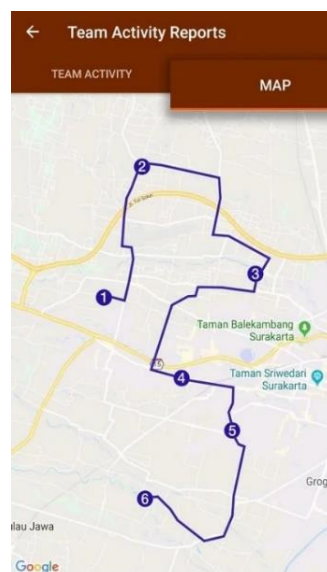 Team Activity Reports
TEAM ACTIVITY
MAP
2
3
1
Taman Balekambang
Surakarta
Taman Sriwedari
Surakarta
4
5
6
Grog
ulau Jawa
Google